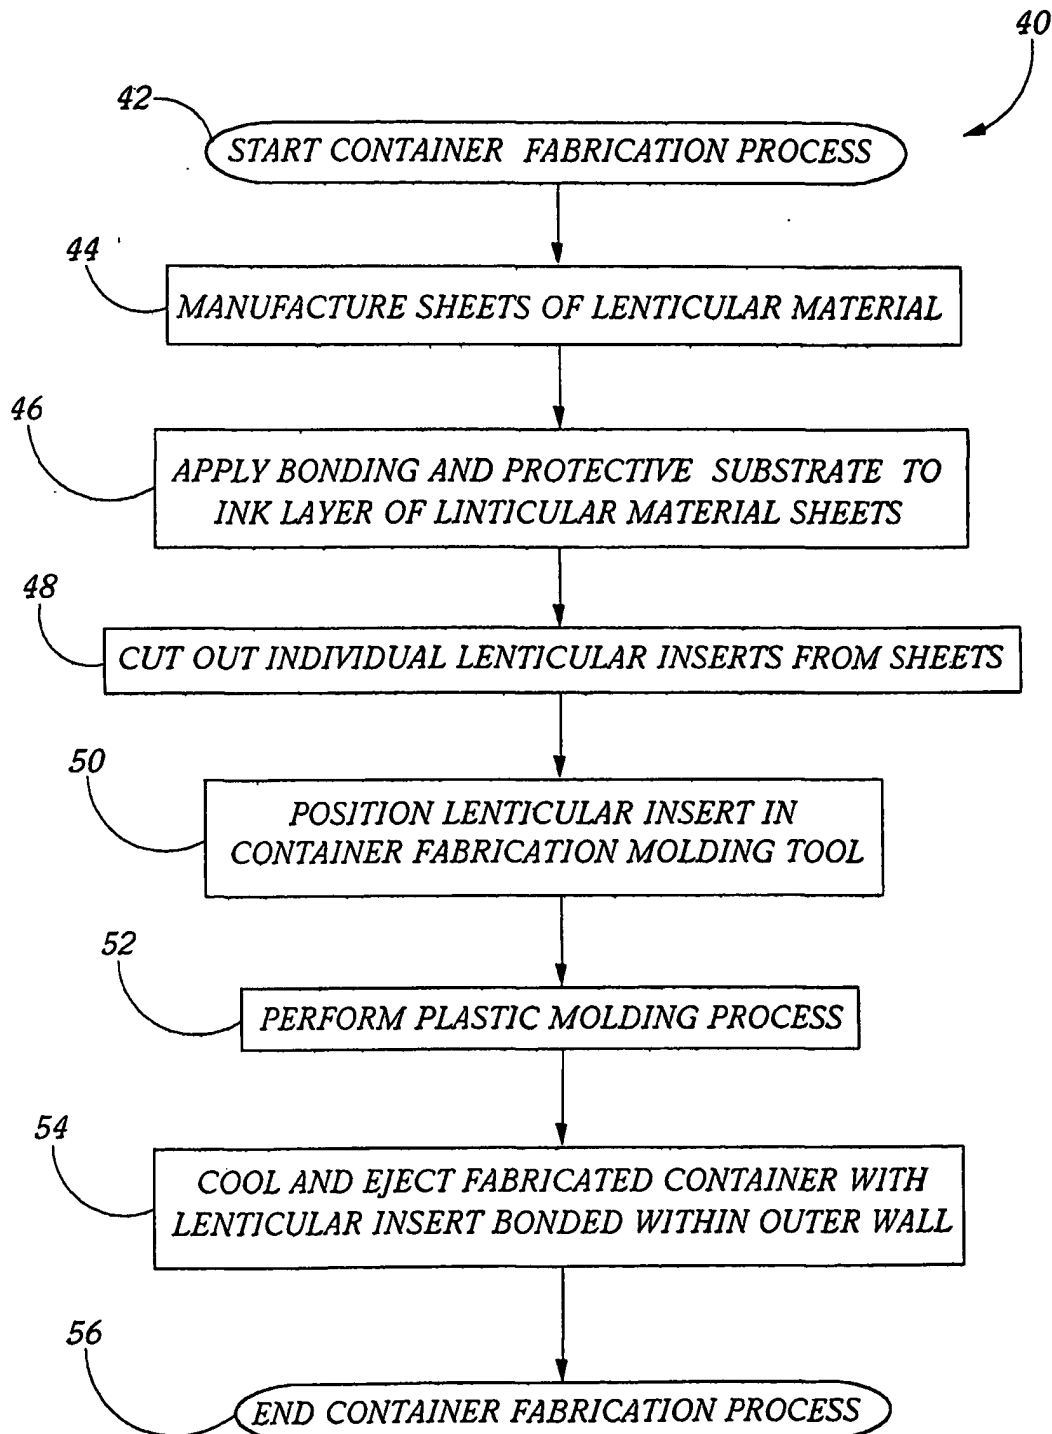 40
42
START CONTAINER FABRICATION PROCESS
44
MANUFACTURE SHEETS OF LENTICULAR MATERIAL
46
APPLY BONDING AND PROTECTIVE SUBSTRATE TO
INK LAYER OF LINTICULAR MATERIAL SHEETS
48
CUT OUT INDIVIDUAL LENTICULAR INSERTS FROM SHEETS
50
POSITION LENTICULAR INSERT IN
CONTAINER FABRICATION MOLDING TOOL
52
PERFORM PLASTIC MOLDING PROCESS
54
COOL AND EJECT FABRICATED CONTAINER WITH
LENTICULAR INSERT BONDED WITHIN OUTER WALL
56
END CONTAINER FABRICATION PROCESS